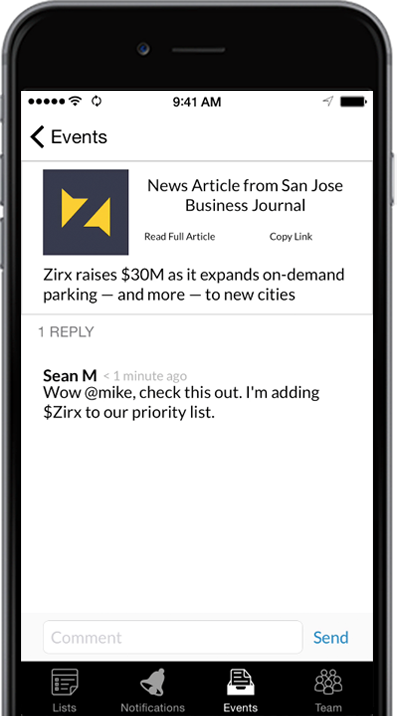 9:41 AM
Events
News Article from San Jose
Business Journal
Read Full Article Copy Link
Zirx raises $30M as it expands on-demand
parking — and more — to new cities
1 REPLY
Sean M < 1 minute ago
Wow @mike, check this out. I'm adding
$Zirx to our priority list.
Comment Send
Lists Notifications Events Team